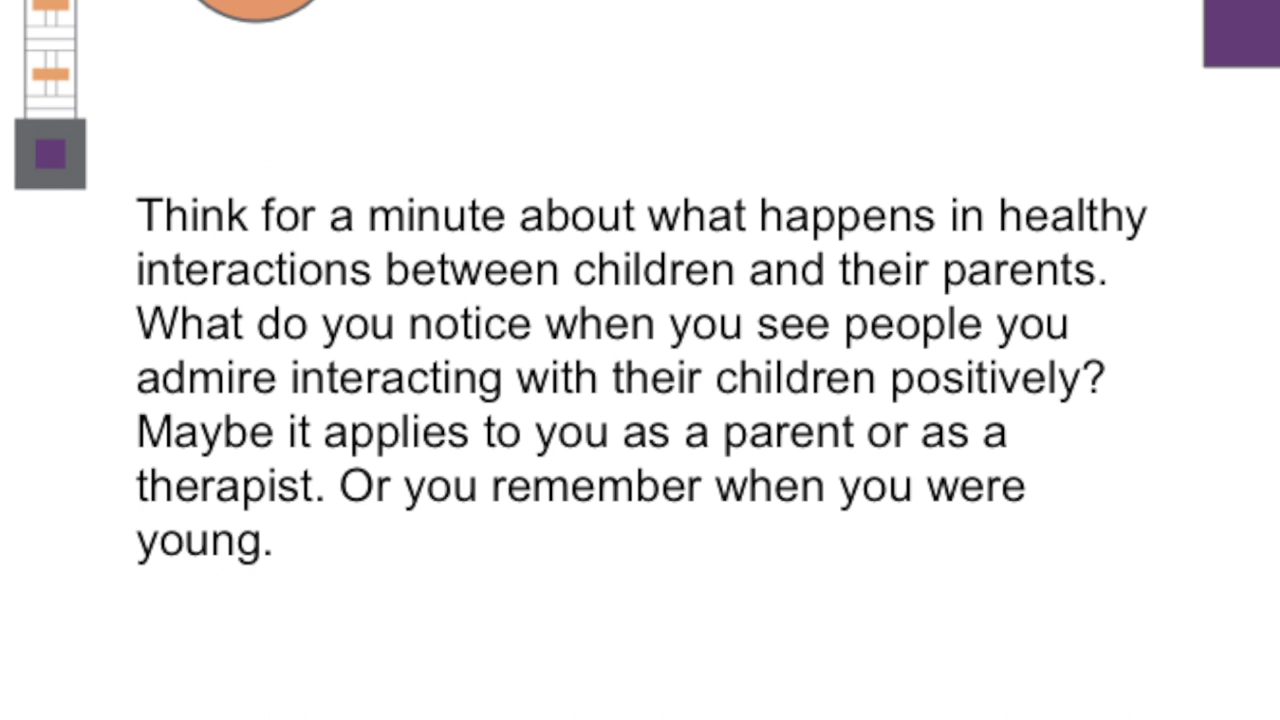 Think for a minute about what happens in healthy
interactions between children and their parents.
What do you notice when you see people you
admire interacting with their children positively?
Maybe it applies to you as a parent or as a
therapist. Or you remember when you were
young.